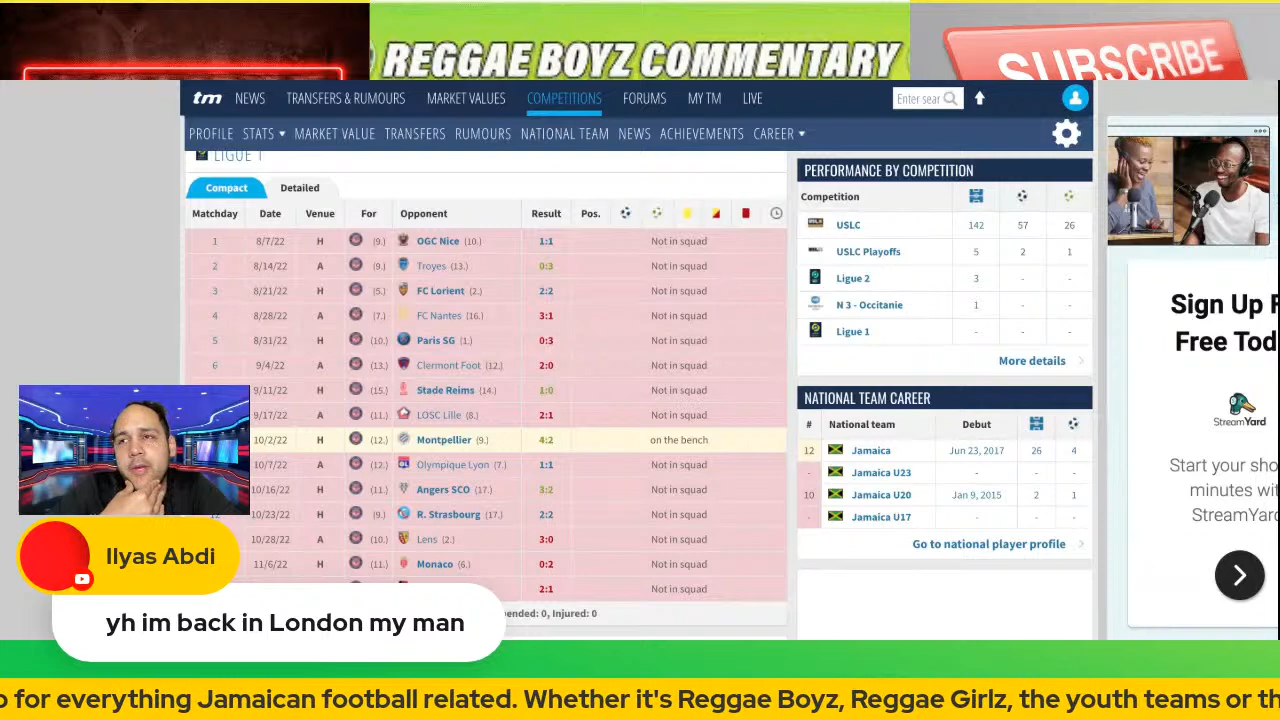 REGGAE BOYZ COMMENTARY
SUBSCRIBE
tm NEWS TRANSFERS & RUMOURS MARKET VALUES COMPETITIONS FORUMS MY TM LIVE Enter sear
PROFILE STATS MARKET VALUE TRANSFERS RUMOURS NATIONAL TEAM NEWS ACHIEVEMENTS CAREER
LIGUE 1
Compact Detailed
Matchday Date Venue For Opponent Result Pos.
1 8/7/22 H (9.) OGC Nice (10.) 1:1 Not in squad
2 8/14/22 A (9.) Troyes (13.) 0:3 Not in squad
3 8/21/22 H (5.) FC Lorient (2.) 2:2 Not in squad
4 8/28/22 A (7.) FC Nantes (16.) 3:1 Not in squad
5 8/31/22 H (10.) Paris SG (1.) 0:3 Not in squad
6 9/4/22 A (13.) Clermont Foot (12.) 2:0 Not in squad
9/11/22 H (15.) Stade Reims (14.) 1:0 Not in squad
9/17/22 A (11.) LOSC Lille (8.) 2:1 Not in squad
10/2/22 H (12.) Montpellier (9.) 4:2 on the bench
10/7/22 A (12.) Olympique Lyon (7.) 1:1 Not in squad
10/16/22 H (11.) Angers SCO (17.) 3:2 Not in squad
10/23/22 H (9.) R. Strasbourg (17.) 2:2 Not in squad
10/28/22 A (10.) Lens (2.) 3:0 Not in squad
11/6/22 H (11.) Monaco (6.) 0:2 Not in squad
2:1 Not in squad
ended: 0, Injured: 0
PERFORMANCE BY COMPETITION
Competition
USLC 142 57 26
USLC Playoffs 5 2 1
Ligue 2 3 - -
N 3 - Occitanie 1 - -
Ligue 1 - - -
More details
NATIONAL TEAM CAREER
# National team Debut
12 Jamaica Jun 23, 2017 26 4
- Jamaica U23 - - -
10 Jamaica U20 Jan 9, 2015 2 1
- Jamaica U17 - - -
Go to national player profile
Sign Up F
Free Tod
StreamYard
Start your sho
minutes wit
StreamYard
Ilyas Abdi
yh im back in London my man
o for everything Jamaican football related. Whether it's Reggae Boyz, Reggae Girlz, the youth teams or th